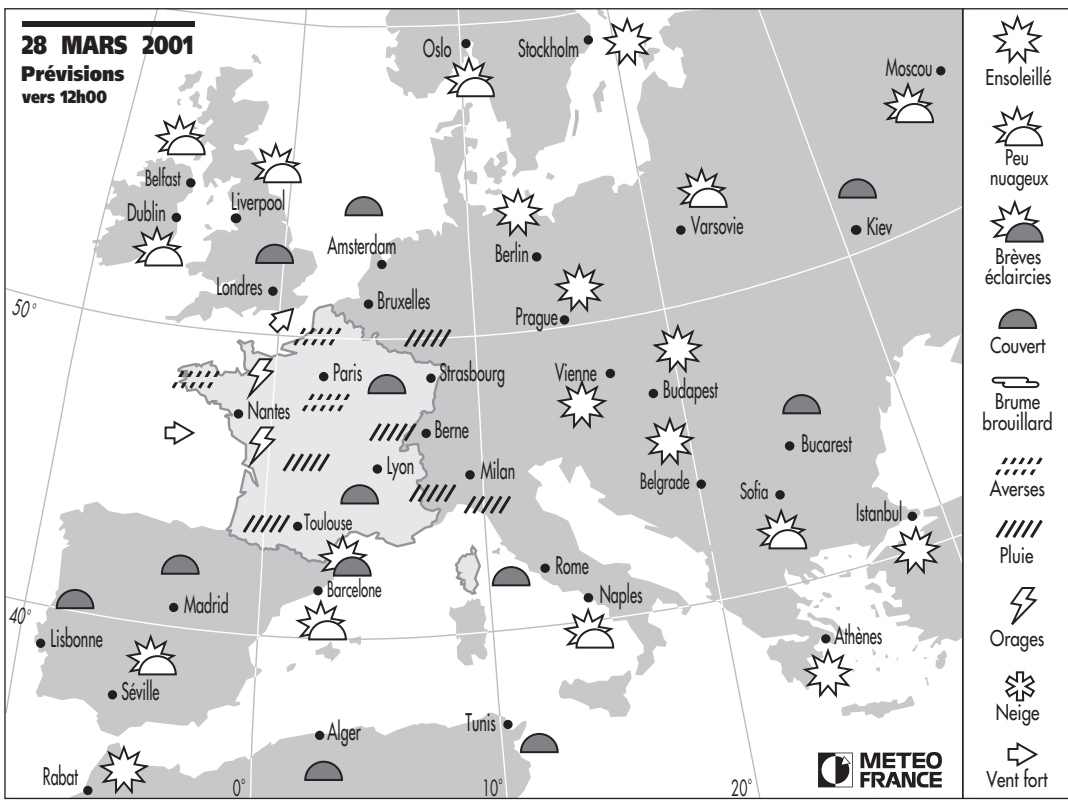 28 MARS 2001
Prévisions
vers 12h00
Oslo
Stockholm
Moscou
Belfast
Dublin
Liverpool
Amsterdam
Londres
Bruxelles
Berlin
Varsovie
Kiev
Prague
50°
Paris
Strasbourg
Vienne
Budapest
Nantes
Berne
Bucarest
Lyon
Milan
Belgrade
Sofia
Istanbul
Toulouse
Barcelone
Rome
Naples
Madrid
40°
Lisbonne
Séville
Athènes
Alger
Tunis
Rabat
0°
10°
20°
METEO
FRANCE
Ensoleillé
Peu
nuageux
Brèves
éclaircies
Couvert
Brume
brouillard
Averses
Pluie
Orages
Neige
Vent fort